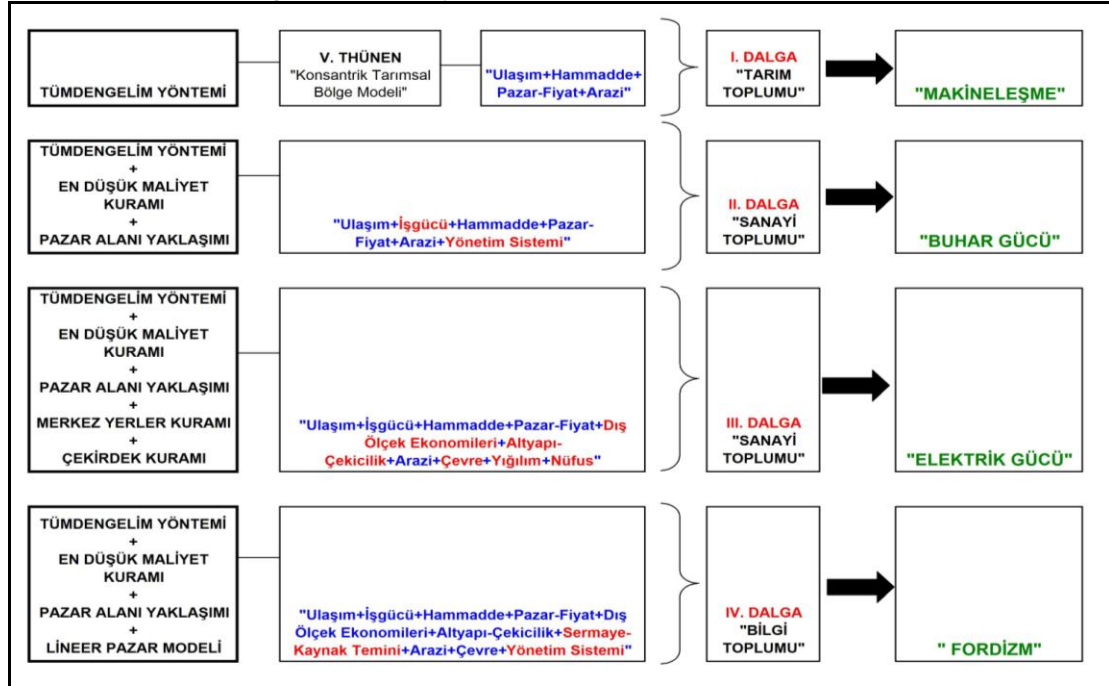 TÜMDENGELİM YÖNTEMİ
V. THÜNEN
"Konsantrik Tarımsal
Bölge Modeli"
"Ulaşım+Hammadde+
Pazar-Fiyat+Arazi"
I. DALGA
"TARIM
TOPLUMU"
"MAKİNELEŞME"
TÜMDENGELİM YÖNTEMİ
+
EN DÜŞÜK MALİYET
KURAMI
+
PAZAR ALANI YAKLAŞIMI
"Ulaşım+İşgücü+Hammadde+Pazar-
Fiyat+Arazi+Yönetim Sistemi"
II. DALGA
"SANAYİ
TOPLUMU"
"BUHAR GÜCÜ"
TÜMDENGELİM YÖNTEMİ
+
EN DÜŞÜK MALİYET
KURAMI
+
PAZAR ALANI YAKLAŞIMI
+
MERKEZ YERLER KURAMI
+
ÇEKİRDEK KURAMI
"Ulaşım+İşgücü+Hammadde+Pazar-Fiyat+Dış
Ölçek Ekonomileri+Altyapı-
Çekicilik+Arazi+Çevre+Yığılım+Nüfus"
III. DALGA
"SANAYİ
TOPLUMU"
"ELEKTRİK GÜCÜ"
TÜMDENGELİM YÖNTEMİ
+
EN DÜŞÜK MALİYET
KURAMI
+
PAZAR ALANI YAKLAŞIMI
+
LİNEER PAZAR MODELİ
"Ulaşım+İşgücü+Hammadde+Pazar-Fiyat+Dış
Ölçek Ekonomileri+Altyapı-Çekicilik+Sermaye-
Kaynak Temini+Arazi+Çevre+Yönetim Sistemi"
IV. DALGA
"BİLGİ
TOPLUMU"
" FORDİZM"